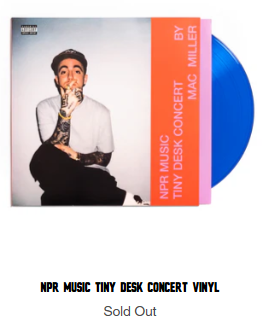 NPR MUSIC
TINY DESK CONCERT BY
MAC MILLER
NPR MUSIC TINY DESK CONCERT VINYL
Sold Out